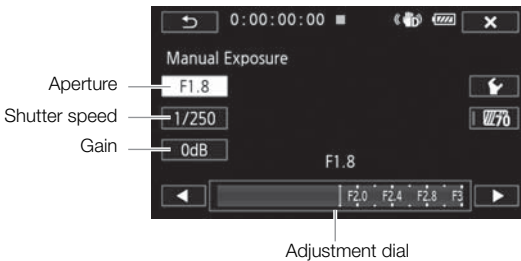 0:00:00:00
Manual Exposure
Aperture
F1.8
Shutter speed
1/250
70
Gain
0dB
F1.8
F2.0 F2.4 F2.8 F3
Adjustment dial